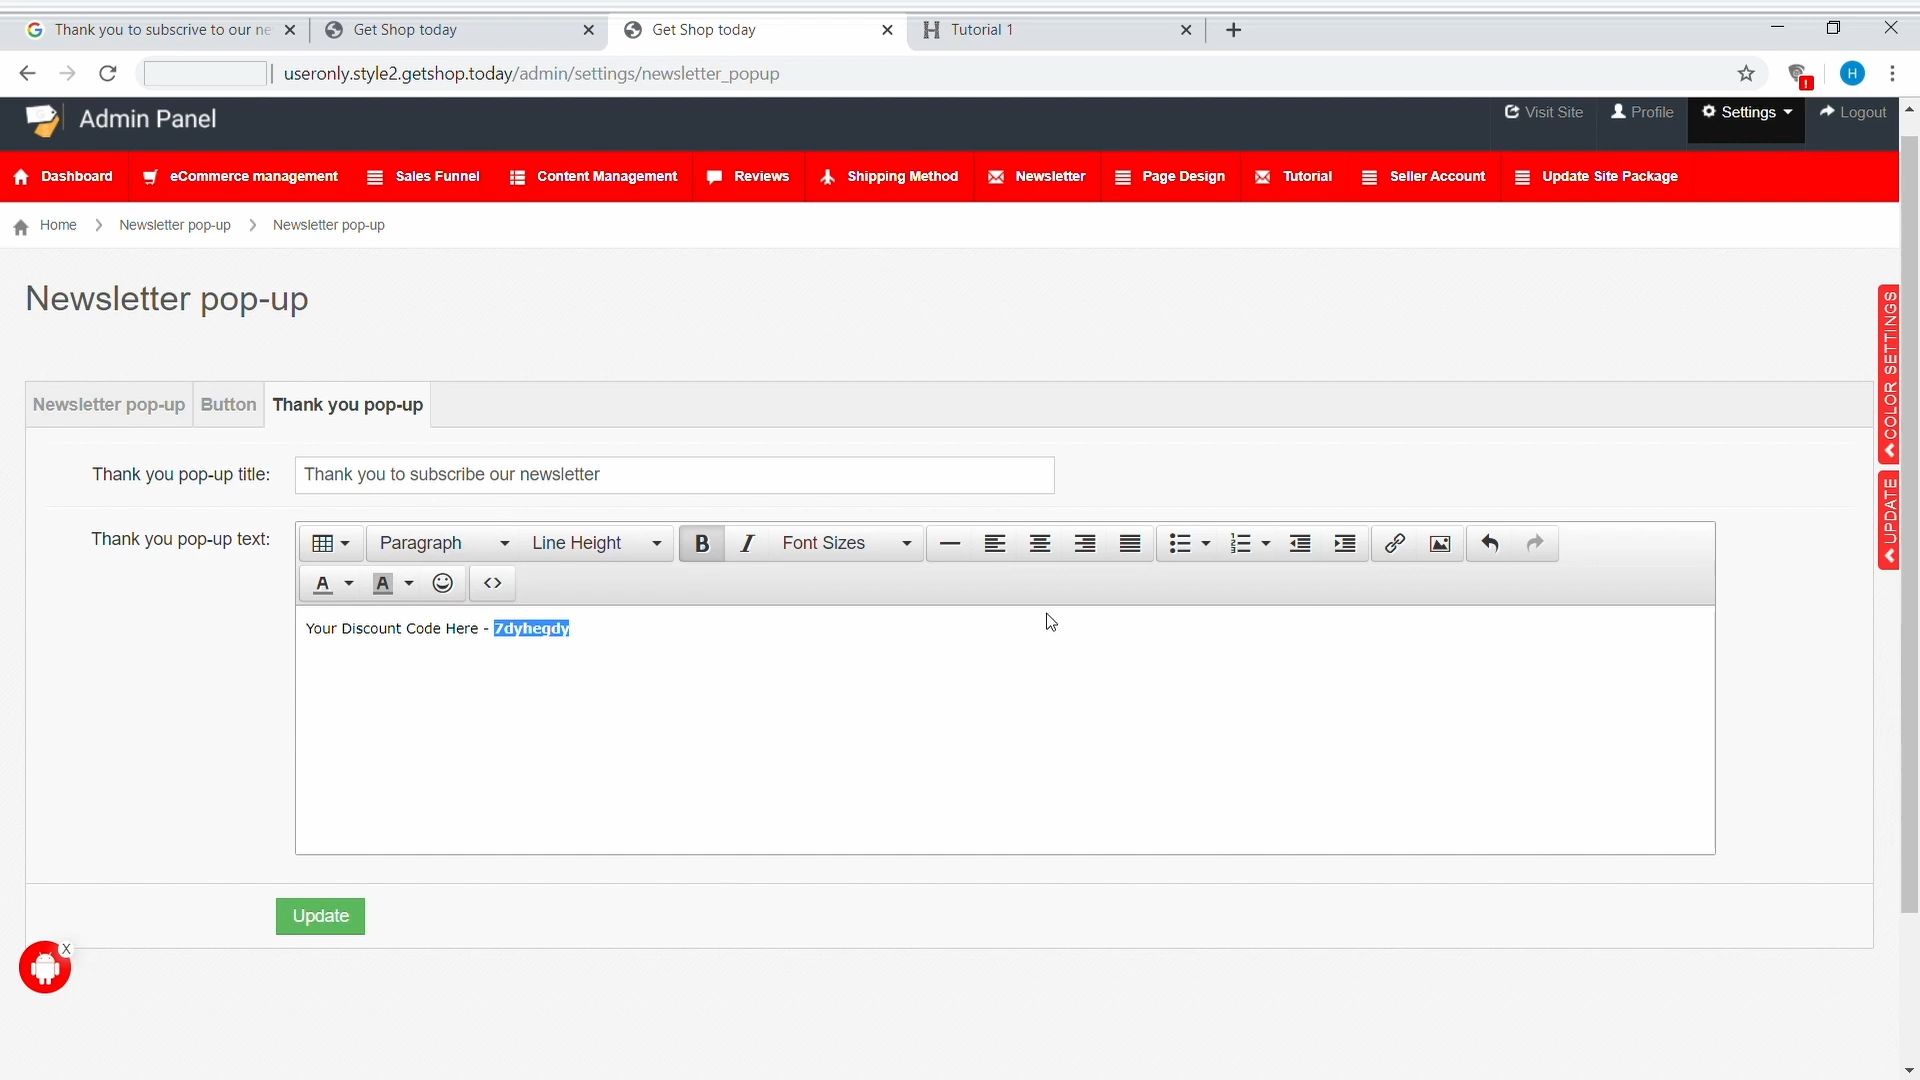 Thank you to subscrive to our ne
Get Shop today
Get Shop today
Tutorial 1
useronly.style2.getshop.today/admin/settings/newsletter_popup
H
Admin Panel
Visit Site
Profile
Settings
Logout
Dashboard
eCommerce management
Sales Funnel
Content Management
Reviews
Shipping Method
Newsletter
Page Design
Tutorial
Seller Account
Update Site Package
Home
Newsletter pop-up
Newsletter pop-up
Newsletter pop-up
COLOR SETTINGS
UPDATE
Newsletter pop-up
Button
Thank you pop-up
Thank you pop-up title:
Thank you to subscribe our newsletter
Thank you pop-up text:
Paragraph
Line Height
B
I
Font Sizes
A
A
Your Discount Code Here - 7dyhegdy
Update
X